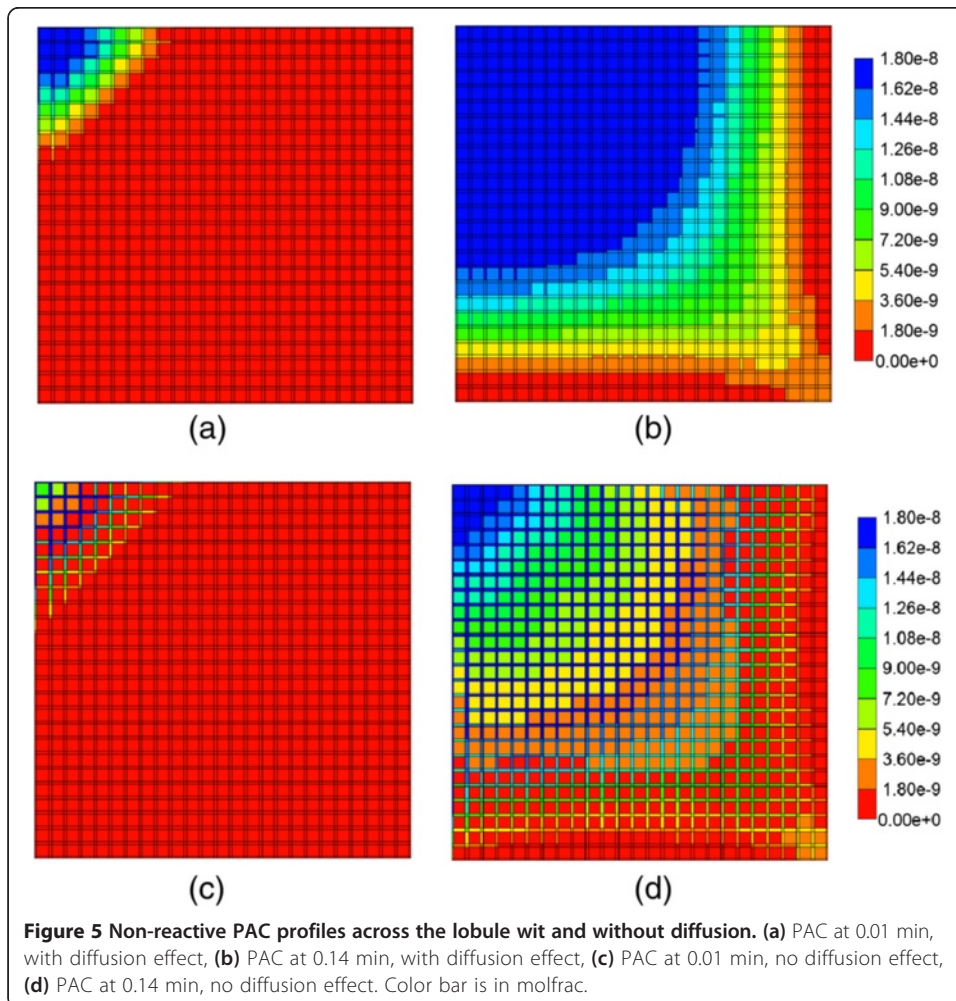 1.80e-8
1.62e-8
1.44e-8
1.26e-8
1.08e-8
9.00e-9
7.20e-9
5.40e-9
3.60e-9
1.80e-9
0.00e+0
(a)
(b)
1.80e-8
1.62e-8
1.44e-8
1.26e-8
1.08e-8
9.00e-9
7.20e-9
5.40e-9
3.60e-9
1.80e-9
0.00e+0
(c)
(d)
Figure 5 Non-reactive PAC profiles across the lobule wit and without diffusion. (a) PAC at 0.01 min,
with diffusion effect, (b) PAC at 0.14 min, with diffusion effect, (c) PAC at 0.01 min, no diffusion effect,
(d) PAC at 0.14 min, no diffusion effect. Color bar is in molfrac.